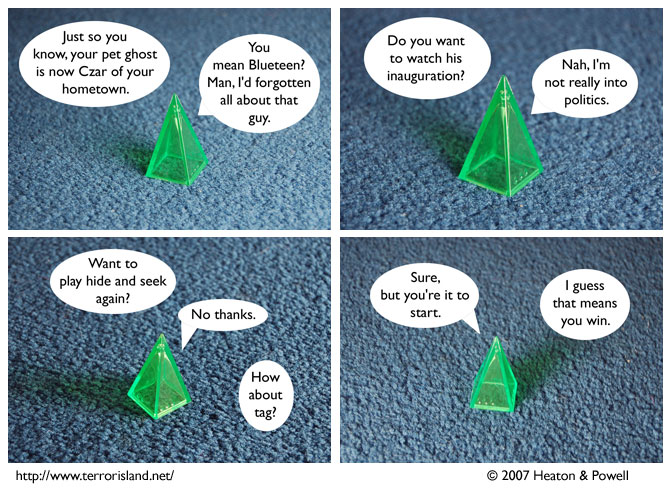 Just so you
know, your pet ghost
is now Czar of your
hometown.
You
mean Blueteen?
Man, I'd forgotten
all about that
guy.
Do you want
to watch his
inauguration?
Nah, I'm
not really into
politics.
Want to
play hide and seek
again?
No thanks.
How
about
tag?
Sure,
but you're it to
start.
I guess
that means
you win.
http://www.terrorisland.net/
© 2007 Heaton & Powell